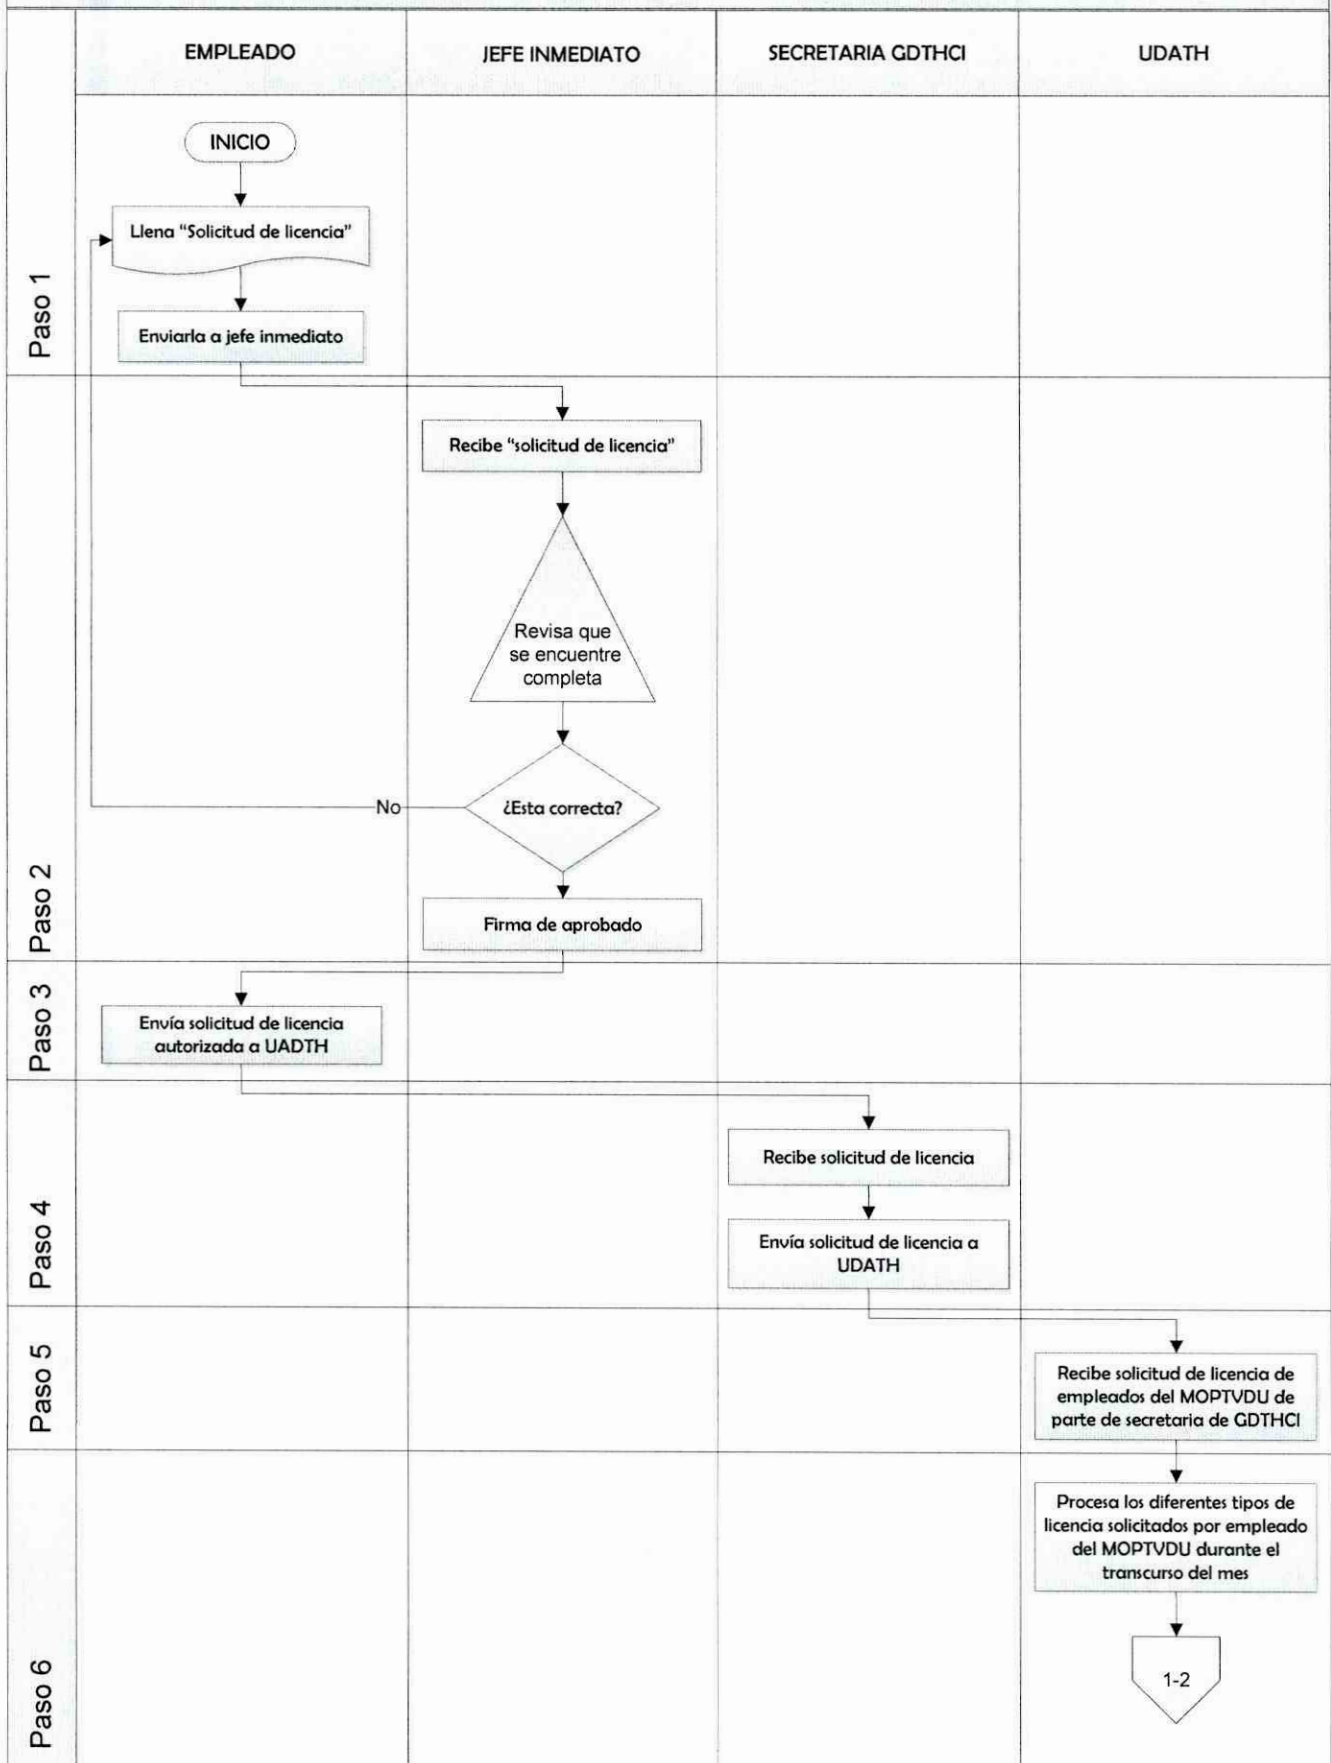 EMPLEADO
JEFE INMEDIATO
SECRETARIA GDTHCI
UDATH
Paso 1
INICIO
Llena “Solicitud de licencia”
Enviarla a jefe inmediato
Paso 2
Recibe “solicitud de licencia”
Revisa que
se encuentre
completa
¿Esta correcta?
No
Firma de aprobado
Paso 3
Envía solicitud de licencia
autorizada a UADTH
Paso 4
Recibe solicitud de licencia
Envía solicitud de licencia a
UDATH
Paso 5
Recibe solicitud de licencia de
empleados del MOPTVDU de
parte de secretaria de GDTHCI
Paso 6
Procesa los diferentes tipos de
licencia solicitados por empleado
del MOPTVDU durante el
transcurso del mes
1-2